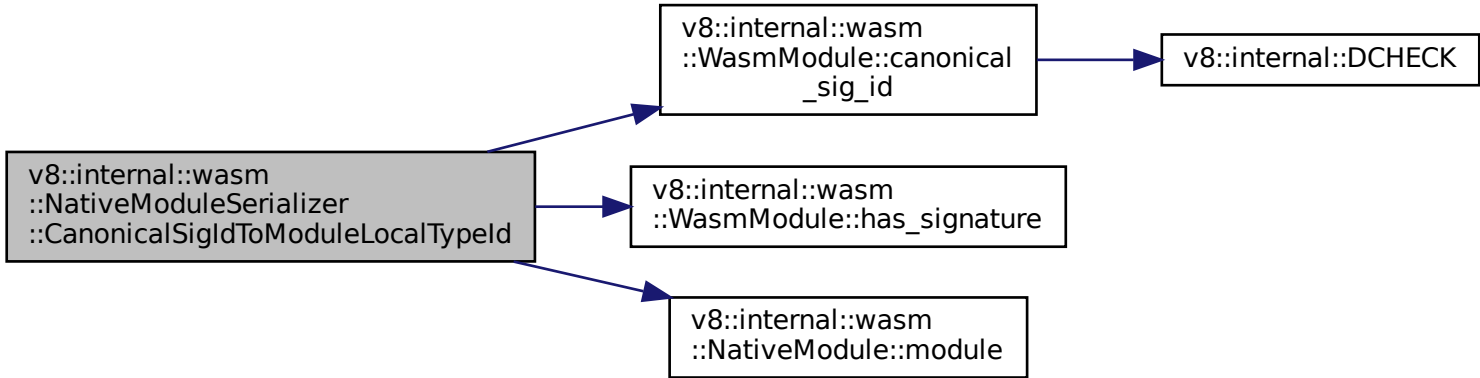 v8::internal::wasm
::NativeModuleSerializer
::CanonicalSigIdToModuleLocalTypeId
v8::internal::wasm
::WasmModule::canonical
_sig_id
v8::internal::DCHECK
v8::internal::wasm
::WasmModule::has_signature
v8::internal::wasm
::NativeModule::module